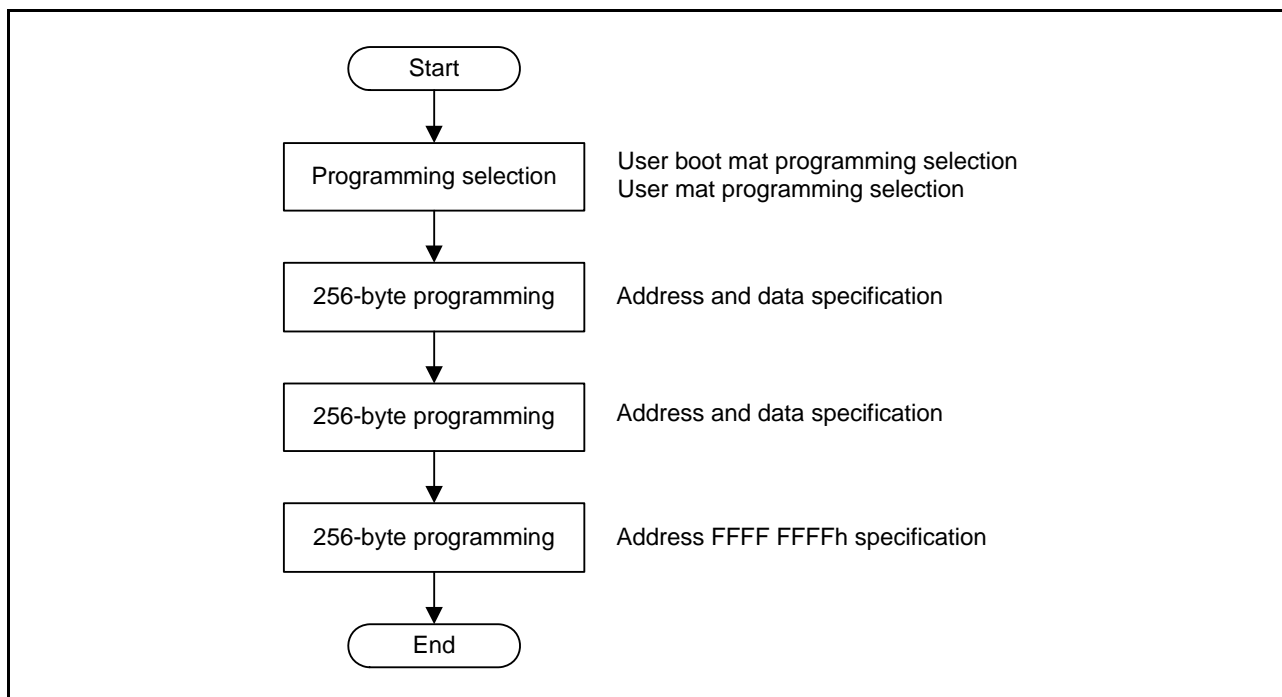 Start
Programming selection
User boot mat programming selection
User mat programming selection
256-byte programming
Address and data specification
256-byte programming
Address and data specification
256-byte programming
Address FFFF FFFFh specification
End